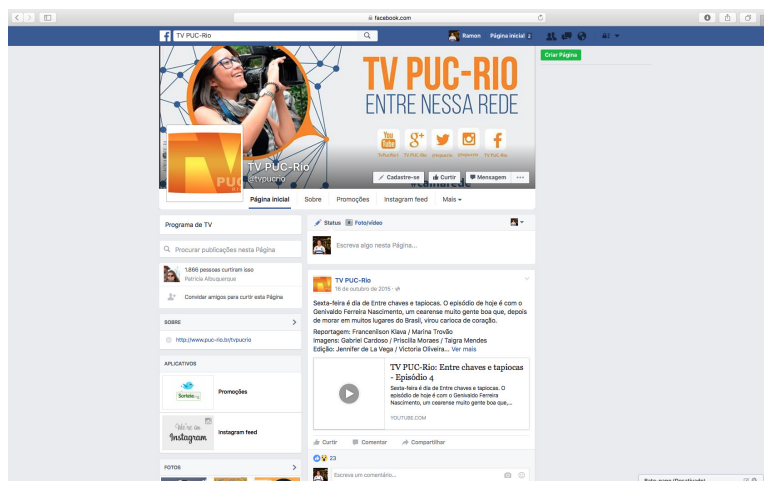 facebook.com
TV PUC-Rio
Ramon
Página inicial 2
Criar Página
TV PUC-RIO
ENTRE NESSA REDE
You
Tube
g+
f
TV PUC-Rio
@tvpucrio
TV
PUC
Cadastre-se
Curtir
Mensagem
Página inicial
Sobre
Promoções
Instagram feed
Mais
Programa de TV
Procurar publicações nesta Página
1.866 pessoas curtiram isso
Patricia Albuquerque
Convidar amigos para curtir esta Página
SOBRE
http://www.puc-rio.br/tvpucrio
APLICATIVOS
Promoções
We're on
Instagram
Instagram feed
FOTOS
Status
Foto/vídeo
Escreva algo nesta Página...
TV PUC-Rio
16 de outubro de 2015
Sexta-feira é dia de Entre chaves e tapiocas. O episódio de hoje é com o
Genivaldo Ferreira Nascimento, um cearense muito gente boa que, depois
de morar em muitos lugares do Brasil, virou carioca de coração.
Reportagem: Francenilson Klava / Marina Trovão
Imagens: Gabriel Cardoso / Priscilla Moraes / Taigra Mendes
Edição: Jennifer de La Vega / Victoria Oliveira... Ver mais
TV PUC-Rio: Entre chaves e tapiocas
- Episódio 4
Sexta-feira é dia de Entre chaves e tapiocas. O
episódio de hoje é com o Genivaldo Ferreira
Nascimento, um cearense muito gente boa que,...
YOUTUBE.COM
Curtir
Comentar
Compartilhar
23
Escreva um comentário...